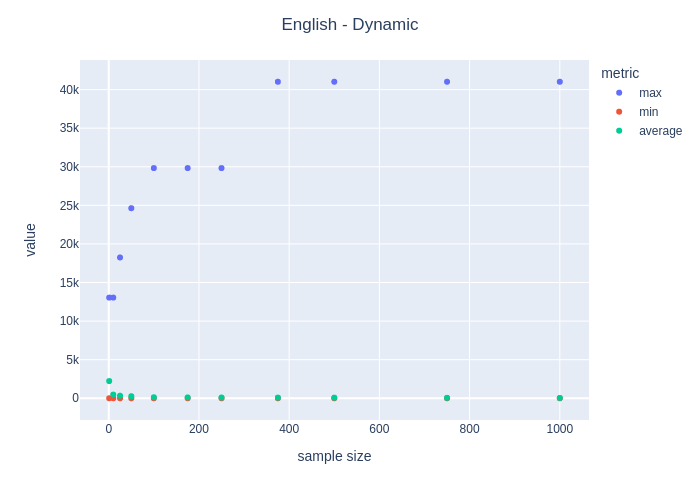 English - Dynamic
metric
max
min
average
value
40k
35k
30k
25k
20k
15k
10k
5k
0
0 200 400 600 800 1000
sample size